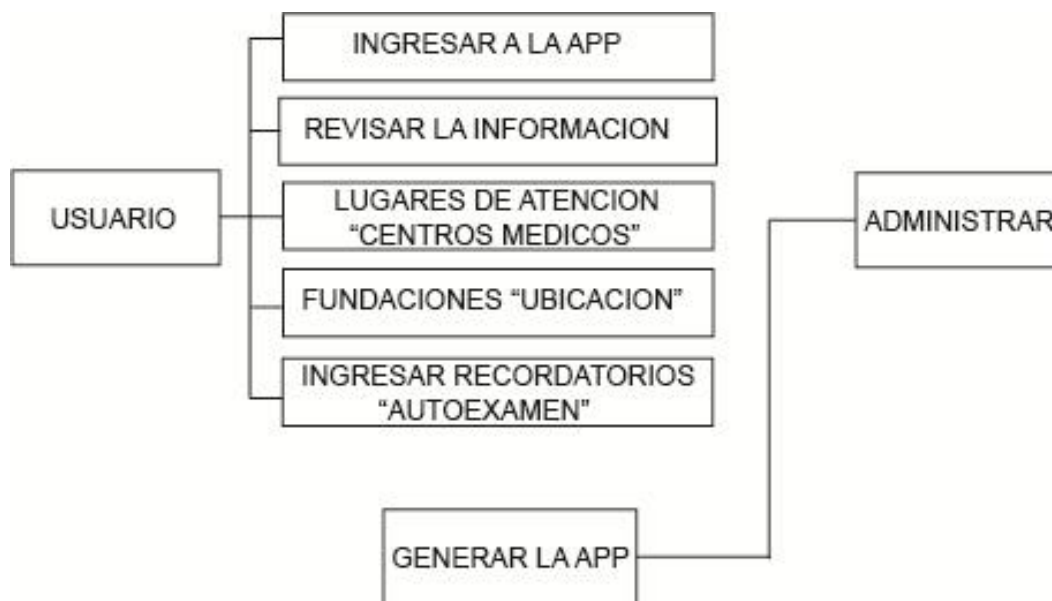 INGRESAR A LA APP
REVISAR LA INFORMACION
USUARIO
LUGARES DE ATENCION
“CENTROS MEDICOS”
ADMINISTRAR
FUNDACIONES “UBICACION”
INGRESAR RECORDATORIOS
“AUTOEXAMEN”
GENERAR LA APP